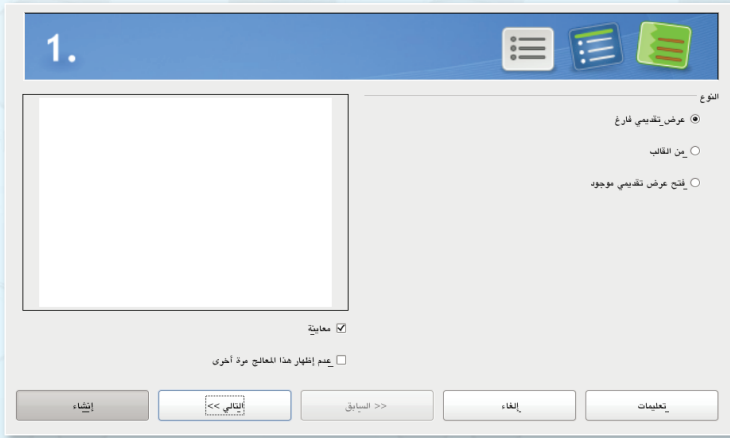 1.
النوع
عرض تقديمي فارغ
من القالب
فتح عرض تقديمي موجود
معاينة
عدم إظهار هذا المعالج مرة أخرى
تعليمات
إلغاء
<< السابق
التالي >>
إنشاء